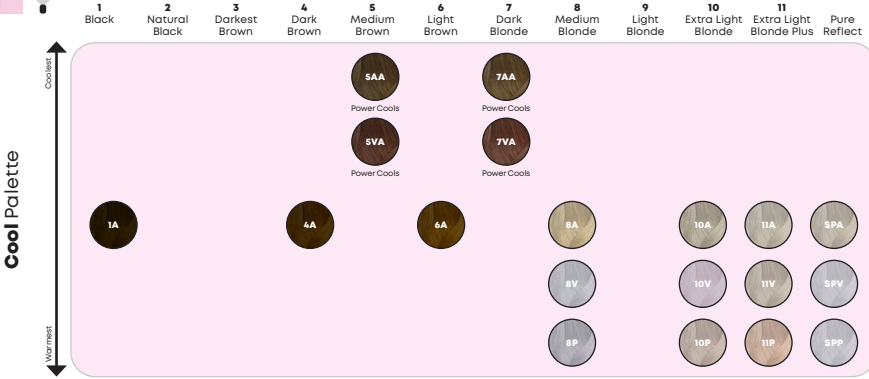 1 2 3 4 5 6 7 8 9 10 11
Black Natural Darkest Dark Medium Light Dark Medium Light Extra Light Extra Light Pure
Black Brown Brown Brown Brown Blonde Blonde Blonde Blonde Blonde Plus Reflect
Coolest
5AA 7AA
Power Cools Power Cools
5VA 7VA
Power Cools Power Cools
Cool Palette
1A 4A 6A 8A 10A 11A SPA
8V 10V 11V SPV
Warmest
8P 10P 11P SPP